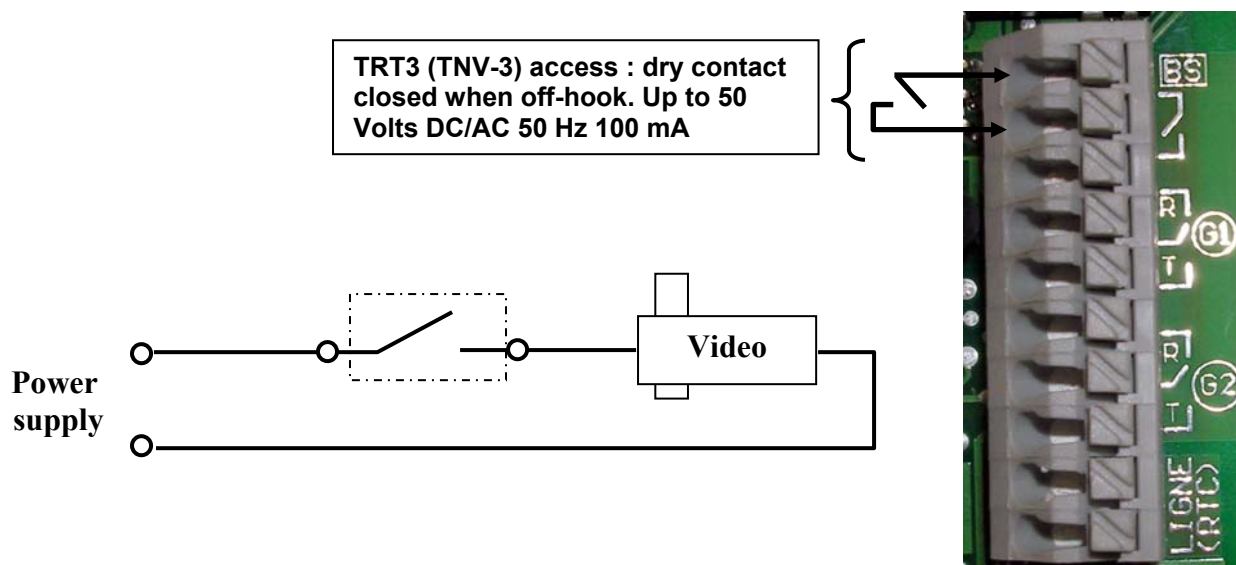 TRT3 (TNV-3) access : dry contact
closed when off-hook. Up to 50
Volts DC/AC 50 Hz 100 mA
BS
R
G1
T
Video
Power
supply
R
G2
T
LIGNE
(RTC)